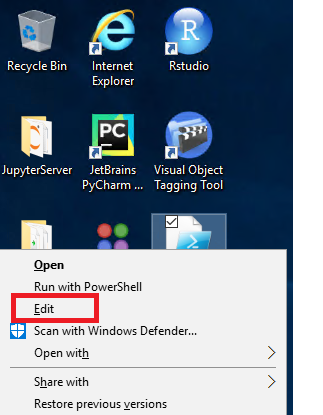 Recycle Bin
Internet
Explorer
Rstudio
R
PC
JupyterServer
JetBrains
PyCharm ...
Visual Object
Tagging Tool
Open
Run with PowerShell
Edit
Scan with Windows Defender...
Open with
Share with
Restore previous versions